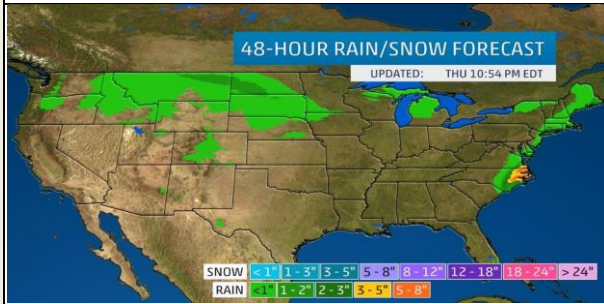 48-HOUR RAIN/SNOW FORECAST
UPDATED: THU 10:54 PM EDT
SNOW <1" 1 - 3" 3 - 5" 5 - 8" 8 - 12" 12 - 18" 18 - 24" > 24"
RAIN <1" 1 - 2" 2 - 3" 3 - 5" 5 - 8"